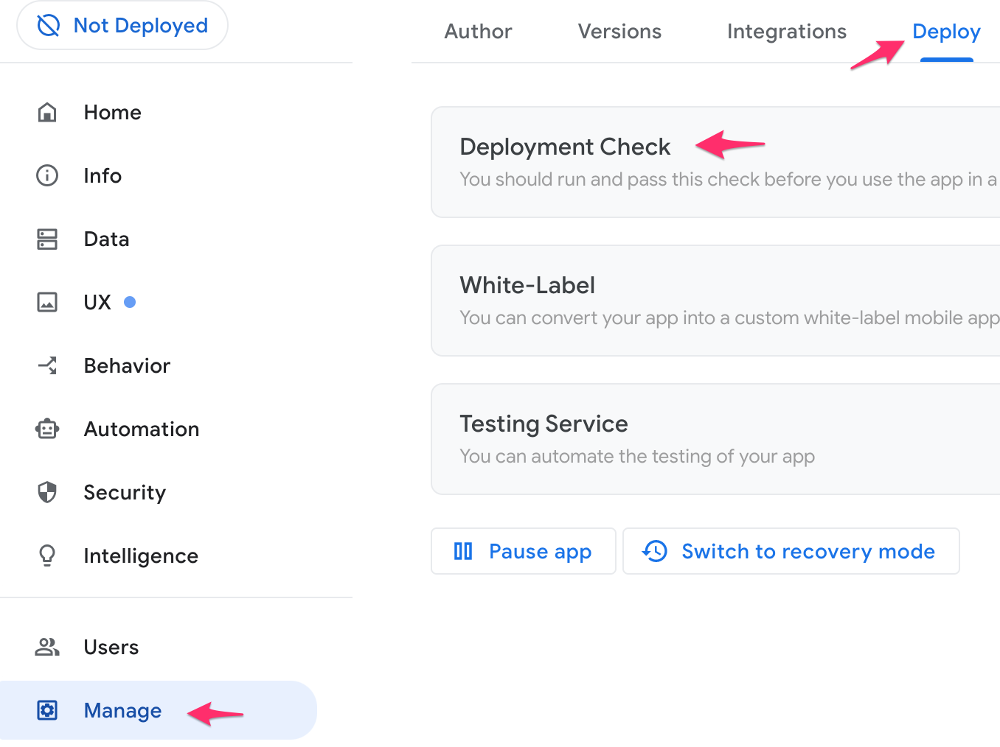 Not Deployed
Author Versions Integrations Deploy
Home
Info
Data
UX
Behavior
Automation
Security
Intelligence
Users
Manage
Deployment Check
You should run and pass this check before you use the app in a
White-Label
You can convert your app into a custom white-label mobile app
Testing Service
You can automate the testing of your app
Pause app
Switch to recovery mode